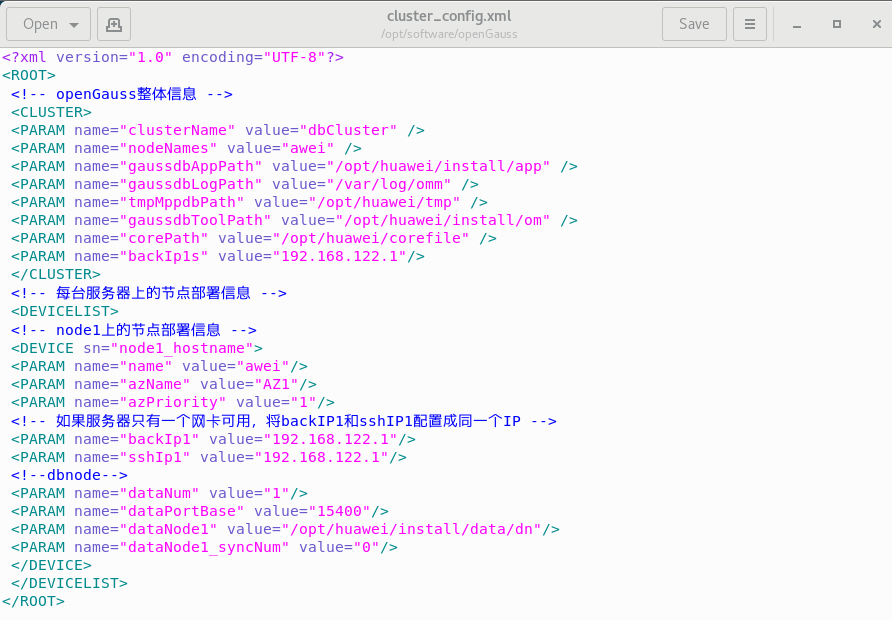 Open
cluster_config.xml
/opt/software/openGauss
Save
<?xml version="1.0" encoding="UTF-8"?>
<ROOT>
<!-- openGauss整体信息 -->
<CLUSTER>
<PARAM name="clusterName" value="dbCluster" />
<PARAM name="nodeNames" value="awei" />
<PARAM name="gaussdbAppPath" value="/opt/huawei/install/app" />
<PARAM name="gaussdbLogPath" value="/var/log/omm" />
<PARAM name="tmpMppdbPath" value="/opt/huawei/tmp" />
<PARAM name="gaussdbToolPath" value="/opt/huawei/install/om" />
<PARAM name="corePath" value="/opt/huawei/corefile" />
<PARAM name="backIp1s" value="192.168.122.1"/>
</CLUSTER>
<!-- 每台服务器上的节点部署信息 -->
<DEVICELIST>
<!-- node1上的节点部署信息 -->
<DEVICE sn="node1_hostname">
<PARAM name="name" value="awei"/>
<PARAM name="azName" value="AZ1"/>
<PARAM name="azPriority" value="1"/>
<!-- 如果服务器只有一个网卡可用，将backIP1和sshIP1配置成同一个IP -->
<PARAM name="backIp1" value="192.168.122.1"/>
<PARAM name="sshIp1" value="192.168.122.1"/>
<!--dbnode-->
<PARAM name="dataNum" value="1"/>
<PARAM name="dataPortBase" value="15400"/>
<PARAM name="dataNode1" value="/opt/huawei/install/data/dn"/>
<PARAM name="dataNode1_syncNum" value="0"/>
</DEVICE>
</DEVICELIST>
</ROOT>